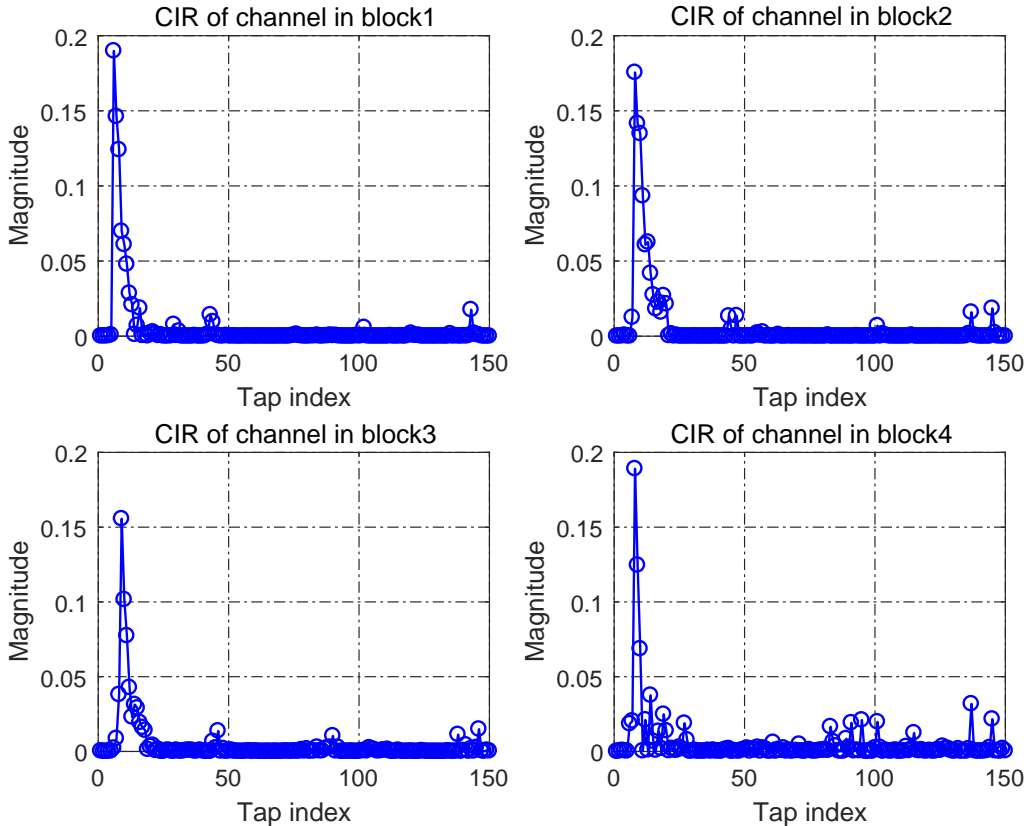 CIR of channel in block1
0.2
0.15
0.1
0.05
0
Magnitude
0 50 100 150
Tap index
CIR of channel in block2
0.2
0.15
0.1
0.05
0
Magnitude
0 50 100 150
Tap index
CIR of channel in block3
0.2
0.15
0.1
0.05
0
Magnitude
0 50 100 150
Tap index
CIR of channel in block4
0.2
0.15
0.1
0.05
0
Magnitude
0 50 100 150
Tap index